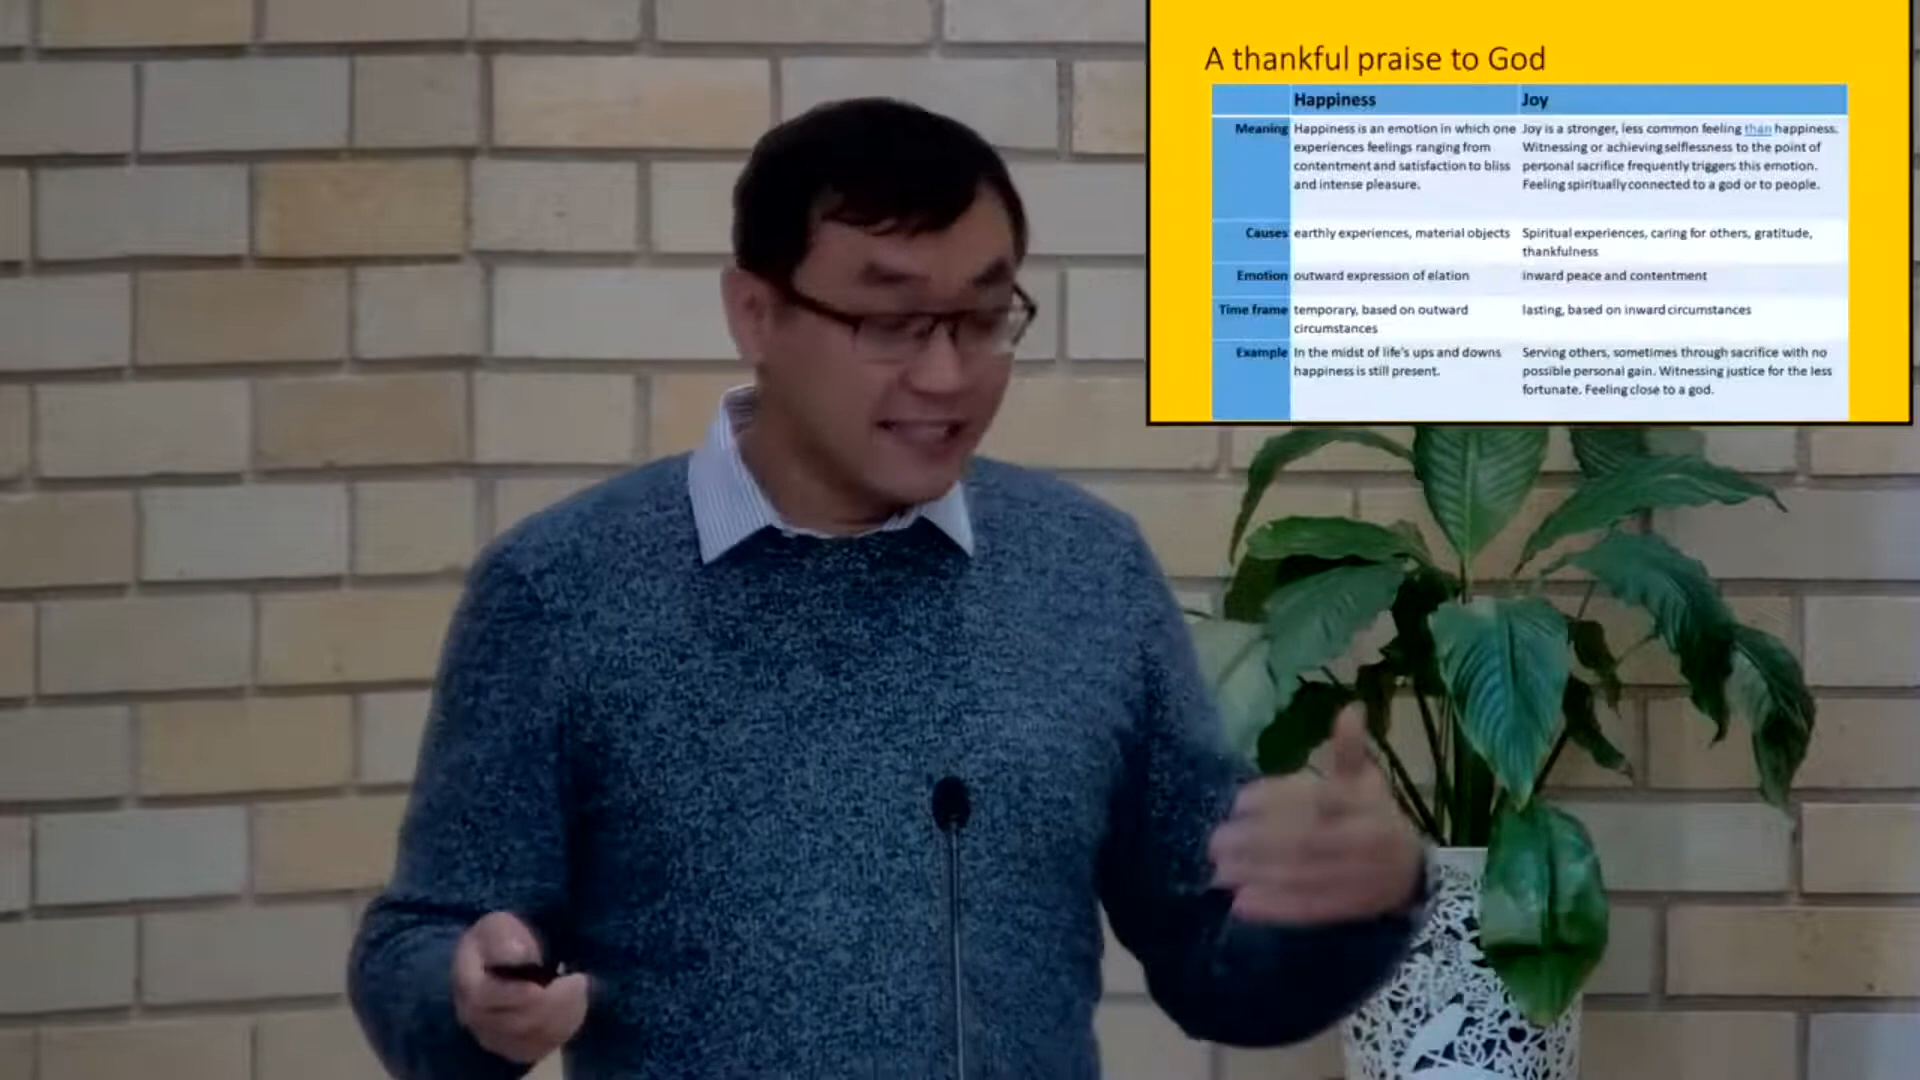 A thankful praise to God
Happiness Joy
Meaning Happiness is an emotion in which one Joy is a stronger, less common feeling than happiness.
experiences feelings ranging from Witnessing or achieving selflessness to the point of
contentment and satisfaction to bliss personal sacrifice frequently triggers this emotion.
and intense pleasure. Feeling spiritually connected to a god or to people.
Causes earthly experiences, material objects Spiritual experiences, caring for others, gratitude,
thankfulness
Emotion outward expression of elation inward peace and contentment
Time frame temporary, based on outward lasting, based on inward circumstances
circumstances
Example In the midst of life's ups and downs Serving others, sometimes through sacrifice with no
happiness is still present. possible personal gain. Witnessing justice for the less
fortunate. Feeling close to a god.